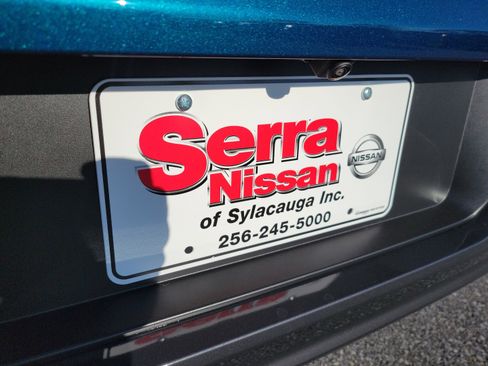 Serra
Nissan
NISSAN
of Sylacauga Inc.
256-245-5000